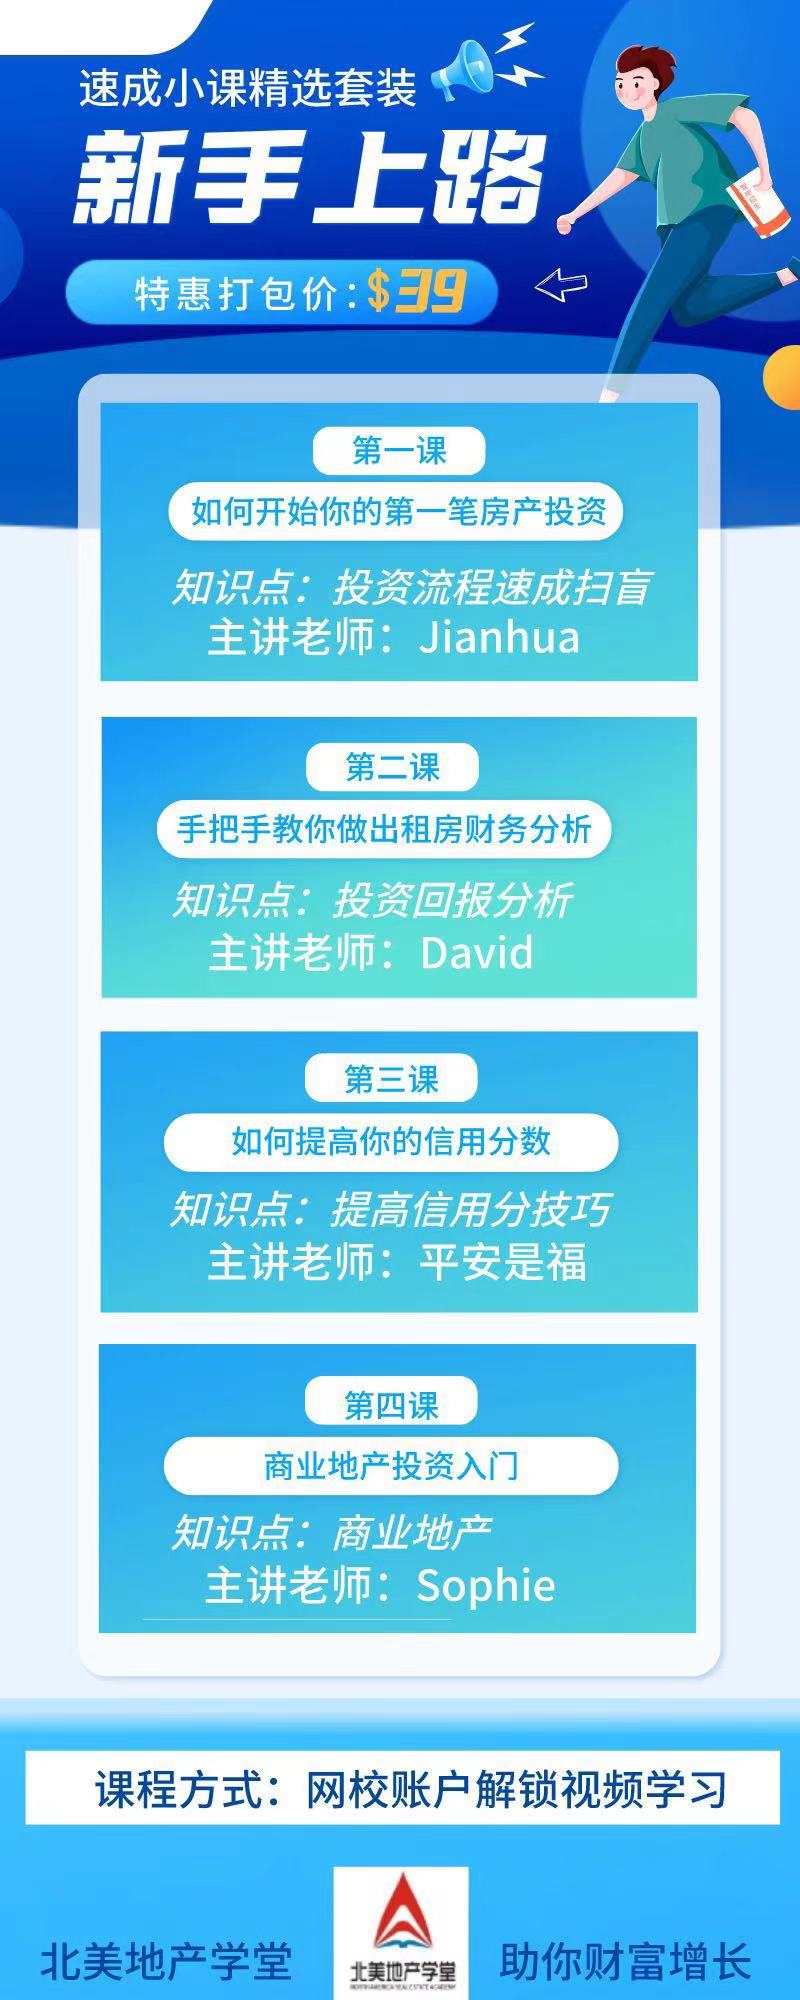 速成小课精选套装
新手上路
特惠打包价：$39
第一课
如何开始你的第一笔房产投资
知识点：投资流程速成扫盲
主讲老师：Jianhua
第二课
手把手教你做出租房财务分析
知识点：投资回报分析
主讲老师：David
第三课
如何提高你的信用分数
知识点：提高信用分技巧
主讲老师：平安是福
第四课
商业地产投资入门
知识点：商业地产
主讲老师：Sophie
课程方式：网校账户解锁视频学习
北美地产学堂
北美地产学堂
NORTH AMERICA REAL ESTATE ACADEMY
助你财富增长